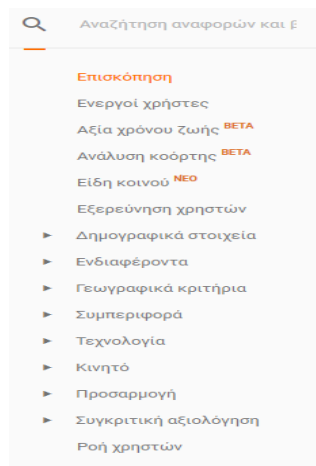 Αναζήτηση αναφορών και β
Επισκόπηση
Ενεργοί χρήστες
Αξία χρόνου ζωής BETA
Ανάλυση κοόρτης BETA
Είδη κοινού ΝΕΟ
Εξερεύνηση χρηστών
Δημογραφικά στοιχεία
Ενδιαφέροντα
Γεωγραφικά κριτήρια
Συμπεριφορά
Τεχνολογία
Κινητό
Προσαρμογή
Συγκριτική αξιολόγηση
Ροή χρηστών